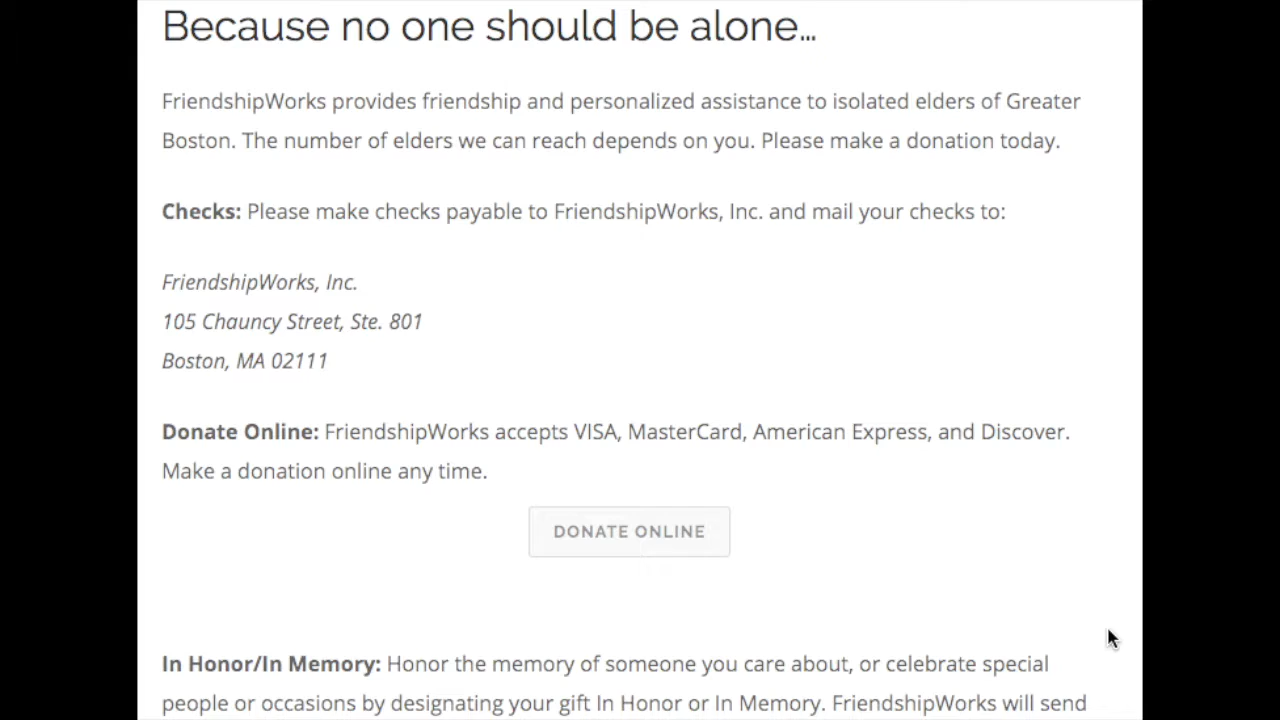 Because no one should be alone…
FriendshipWorks provides friendship and personalized assistance to isolated elders of Greater
Boston. The number of elders we can reach depends on you. Please make a donation today.
Checks: Please make checks payable to FriendshipWorks, Inc. and mail your checks to:
FriendshipWorks, Inc.
105 Chauncy Street, Ste. 801
Boston, MA 02111
Donate Online: FriendshipWorks accepts VISA, MasterCard, American Express, and Discover.
Make a donation online any time.
DONATE ONLINE
In Honor/In Memory: Honor the memory of someone you care about, or celebrate special
people or occasions by designating your gift In Honor or In Memory. FriendshipWorks will send